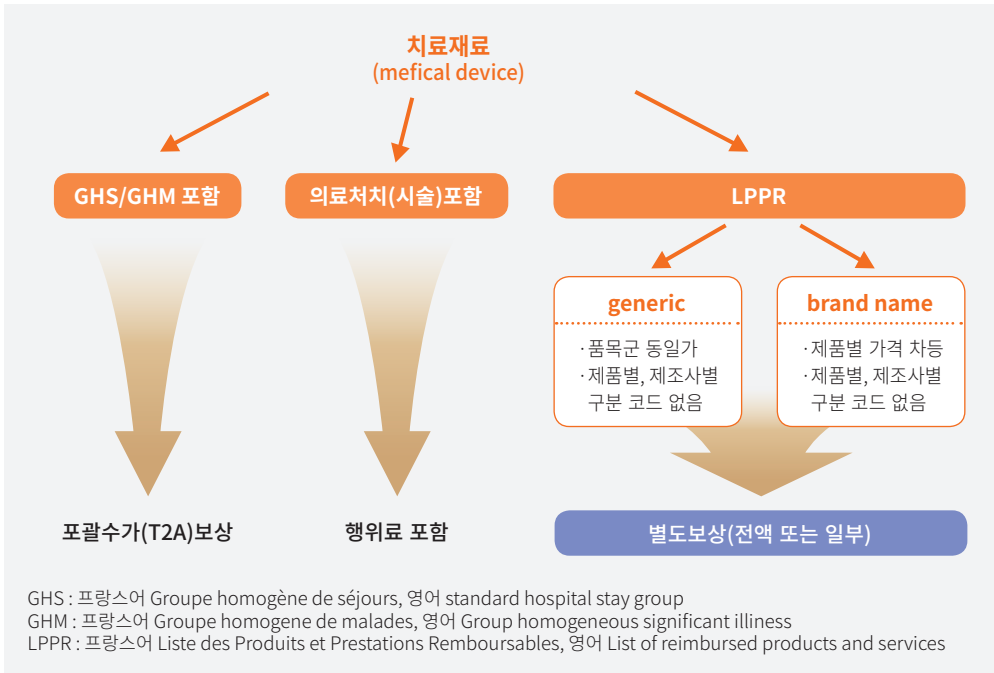 치료재료
(mefical device)
GHS/GHM 포함
의료처치(시술)포함
LPPR
generic
· 품목군 동일가
· 제품별, 제조사별
구분 코드 없음
brand name
· 제품별 가격 차등
· 제품별, 제조사별
구분 코드 없음
포괄수가(T2A)보상
행위료 포함
별도보상(전액 또는 일부)
GHS : 프랑스어 Groupe homogène de séjours, 영어 standard hospital stay group
GHM : 프랑스어 Groupe homogene de malades, 영어 Group homogeneous significant illiness
LPPR : 프랑스어 Liste des Produits et Prestations Remboursables, 영어 List of reimbursed products and services